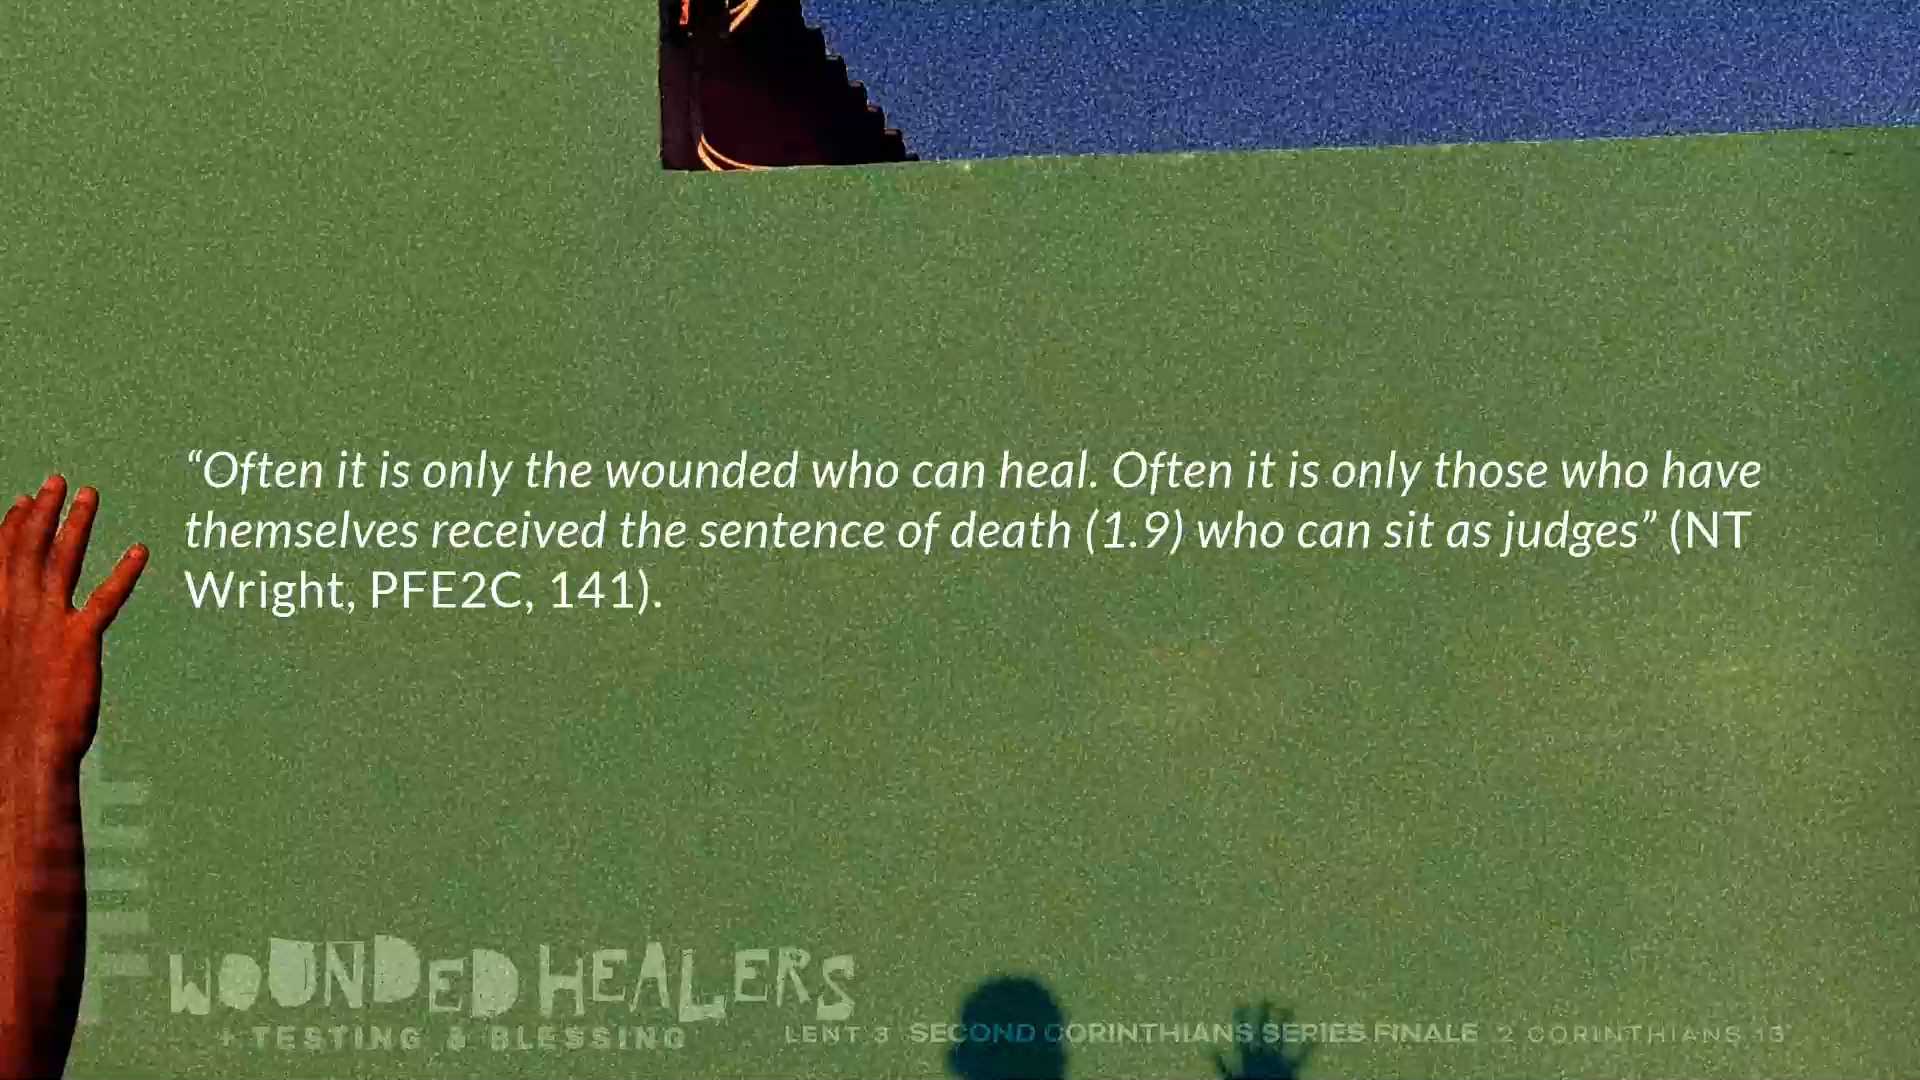 “Often it is only the wounded who can heal. Often it is only those who have
themselves received the sentence of death (1.9) who can sit as judges” (NT
Wright, PFE2C, 141).
WOUNDED HEALERS
+ TESTING & BLESSING
LENT 3 SECOND CORINTHIANS SERIES FINALE 2 CORINTHIANS 13